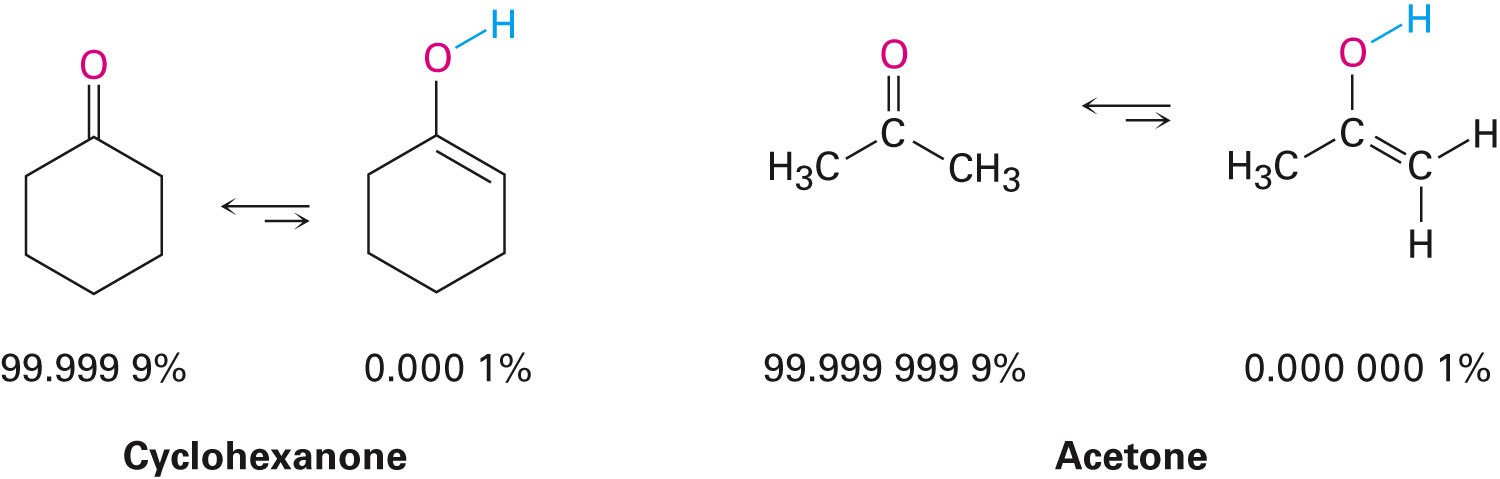 O
O H
O
C
H3C CH3
O H
C
H3C C H
H
99.999 9% 0.000 1% 99.999 999 9% 0.000 000 1%
Cyclohexanone Acetone